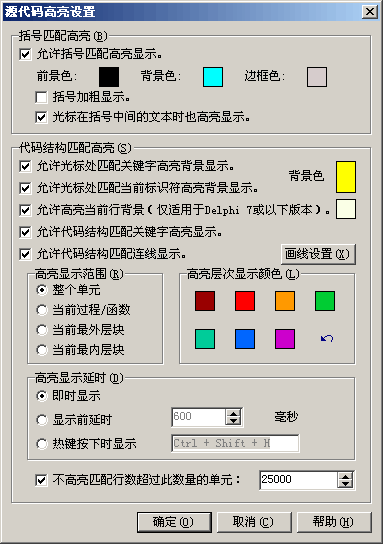 源代码高亮设置
括号匹配高亮(B)
允许括号匹配高亮显示。
前景色: 背景色: 边框色:
括号加粗显示。
光标在括号中间的文本时也高亮显示。
代码结构匹配高亮(S)
允许光标处匹配关键字高亮背景显示。
背景色
允许光标处匹配当前标识符高亮背景显示。
允许高亮当前行背景(仅适用于Delphi 7或以下版本)。
允许代码结构匹配关键字高亮显示。
允许代码结构匹配连线显示。 画线设置(X)
高亮显示范围(R)
整个单元
当前过程/函数
当前最外层块
当前最内层块
高亮层次显示颜色(L)
高亮显示延时(D)
即时显示
显示前延时 600 毫秒
热键按下时显示 Ctrl + Shift + H
不高亮匹配行数超过此数量的单元: 25000
确定(O) 取消(C) 帮助(H)